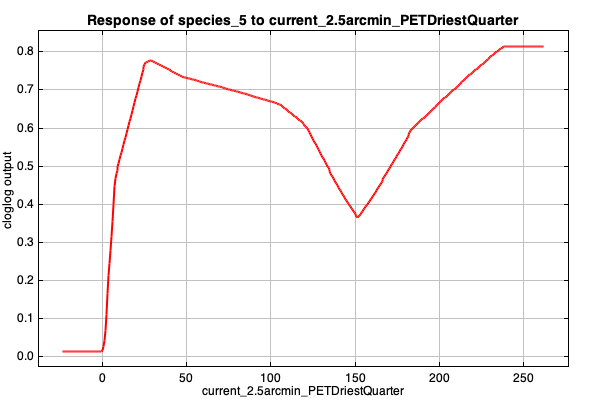 Response of species_5 to current_2.5arcmin_PETDriestQuarter
cloglog output
0.8
0.7
0.6
0.5
0.4
0.3
0.2
0.1
0.0
0 50 100 150 200 250
current_2.5arcmin_PETDriestQuarter